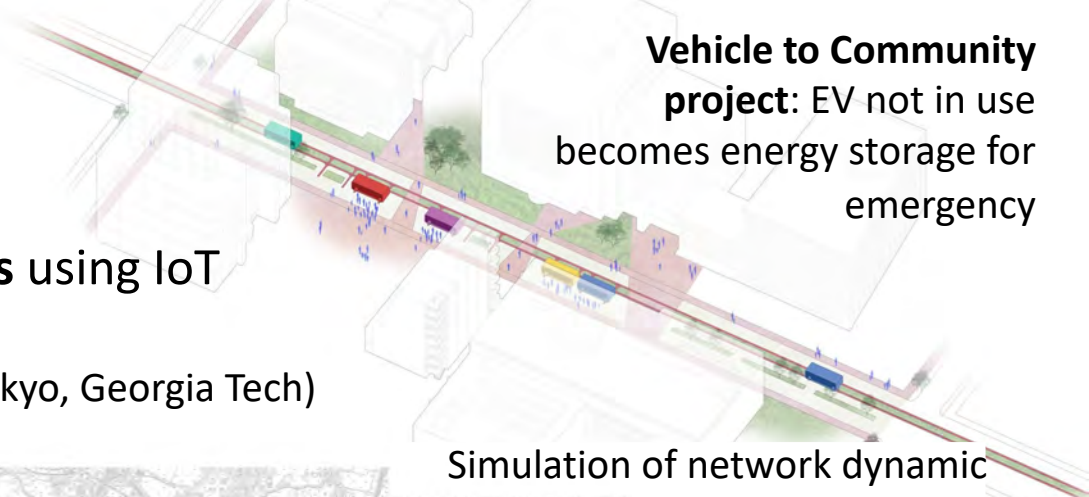 Vehicle to Community
project: EV not in use
becomes energy storage for
emergency
s using IoT
kyo, Georgia Tech)
Simulation of network dynamic